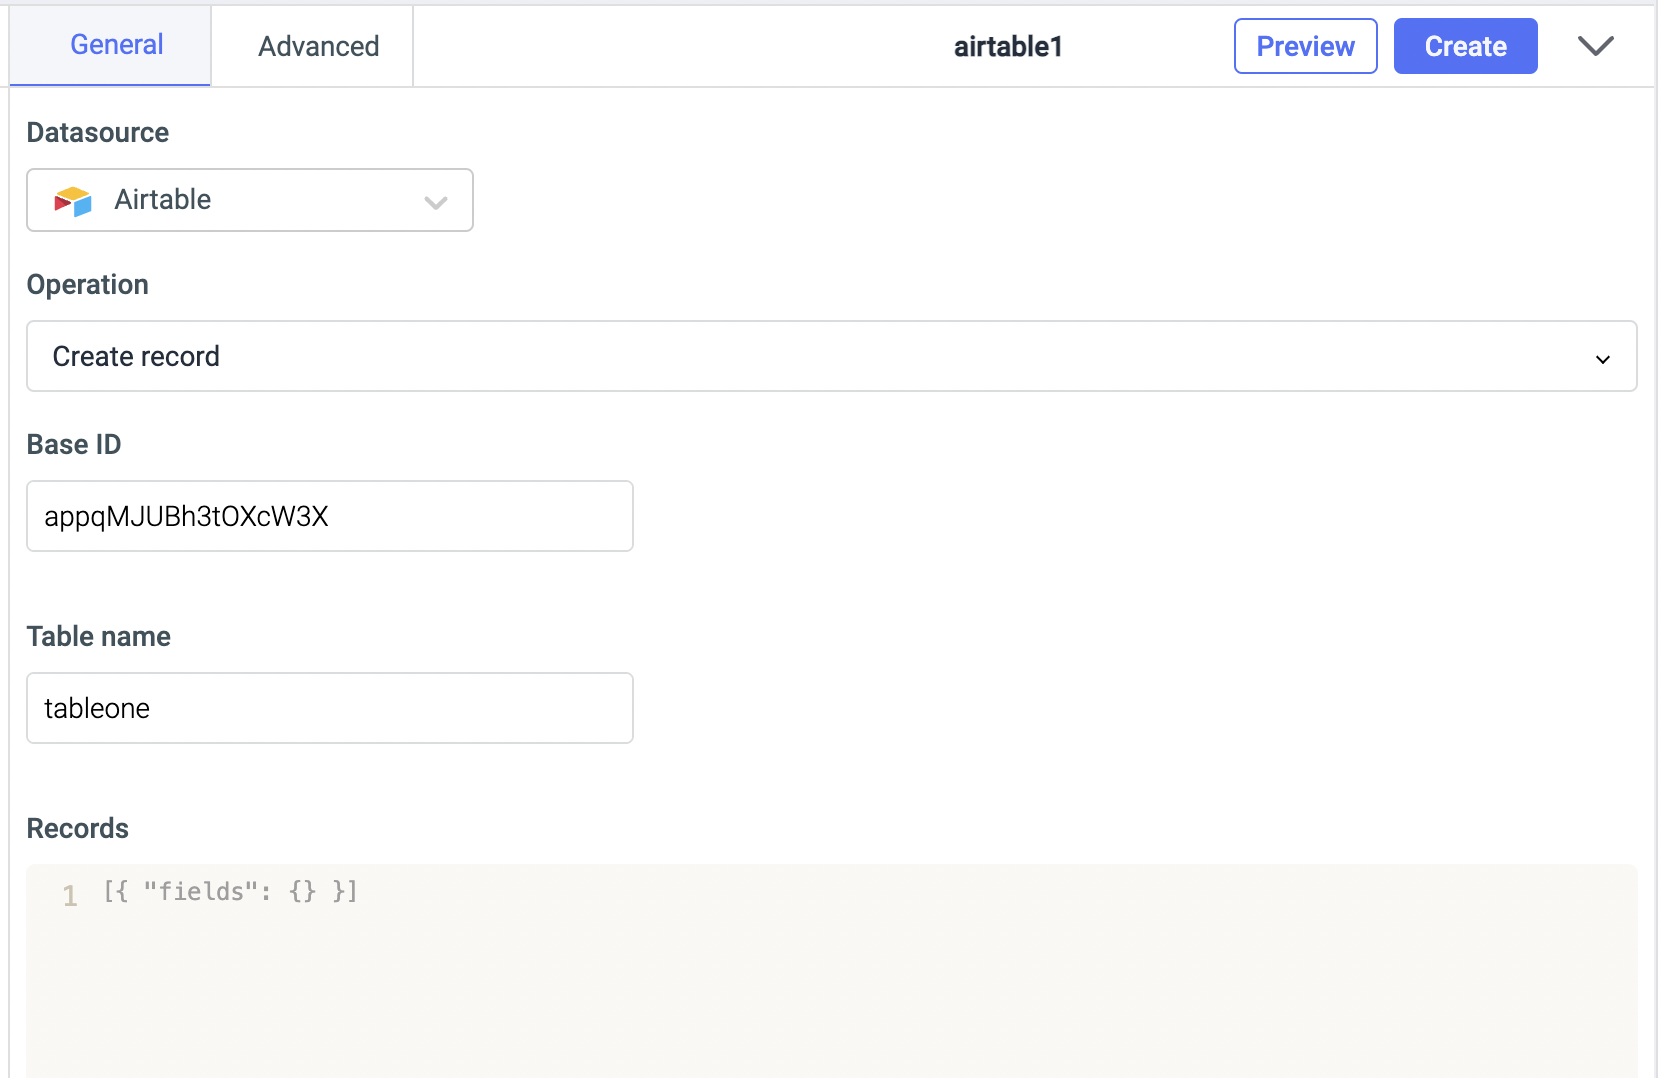 General
Advanced
airtable1
Preview
Create
Datasource
Airtable
Operation
Create record
Base ID
appqMJUBh3tOXcW3X
Table name
tableone
Records
1 [{ "fields": {} }]